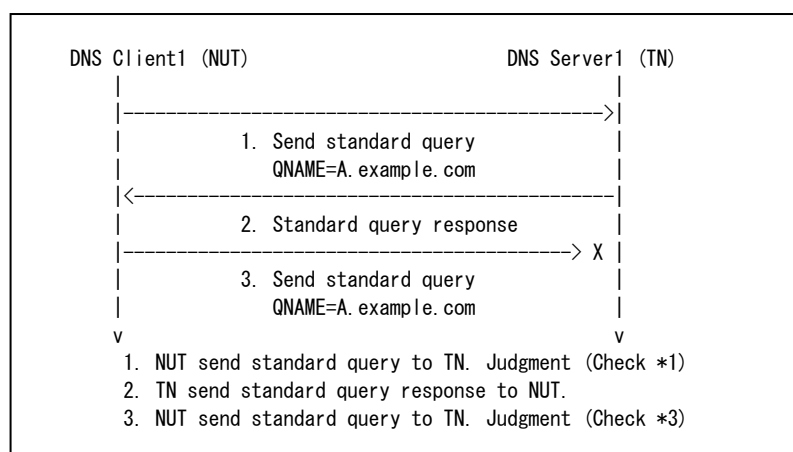 DNS Client1 (NUT) DNS Server1 (TN)
| |
|---------------------------------------------->|
| 1. Send standard query |
| QNAME=A.example.com |
|<-----------------------------------------------|
| 2. Standard query response |
|-------------------------------------------> X |
| 3. Send standard query |
| QNAME=A.example.com |
v v
1. NUT send standard query to TN. Judgment (Check *1)
2. TN send standard query response to NUT.
3. NUT send standard query to TN. Judgment (Check *3)